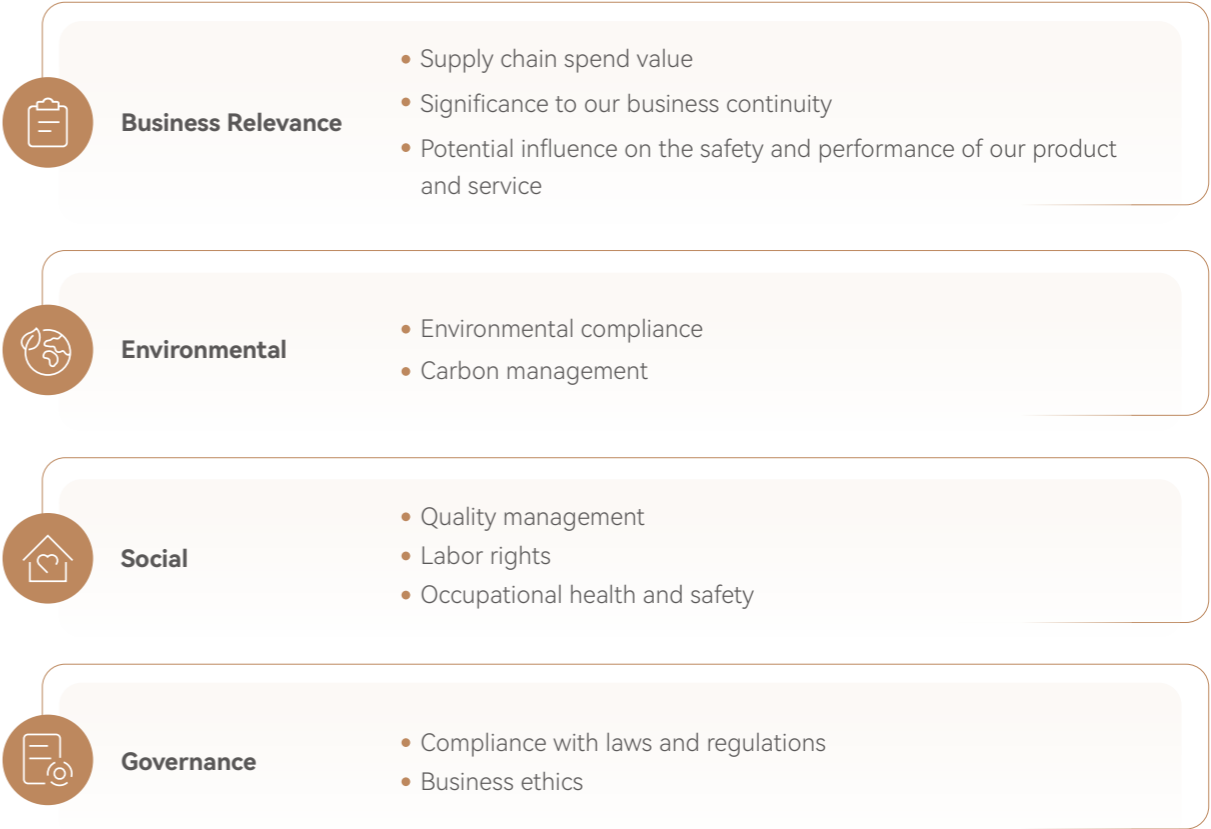 Business Relevance
• Supply chain spend value
• Significance to our business continuity
• Potential influence on the safety and performance of our product
and service
Environmental
• Environmental compliance
• Carbon management
Social
• Quality management
• Labor rights
• Occupational health and safety
Governance
• Compliance with laws and regulations
• Business ethics